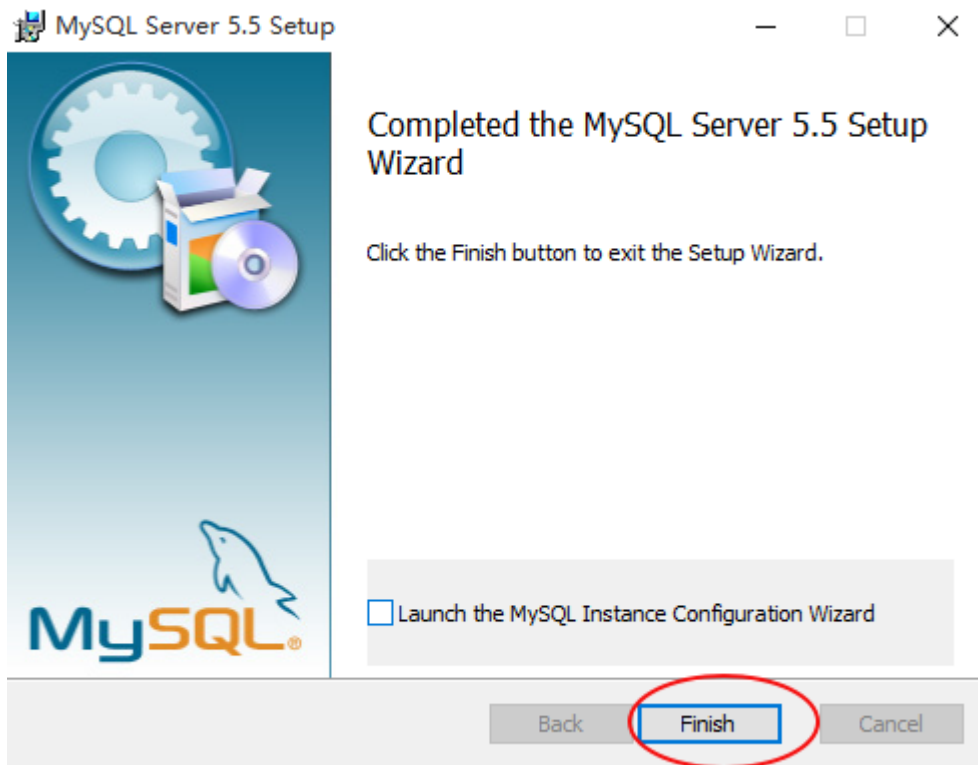 MySQL Server 5.5 Setup
Completed the MySQL Server 5.5 Setup
Wizard
Click the Finish button to exit the Setup Wizard.
Launch the MySQL Instance Configuration Wizard
MySQL®
Back
Finish
Cancel